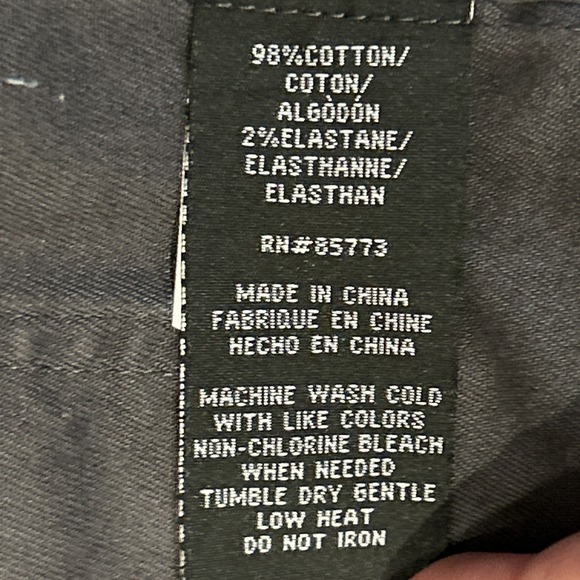 98%COTTON/
COTON/
ALGÒDÓN
2%ELASTANE/
ELASTHANNE/
ELASTHAN
RN#85773
MADE IN CHINA
FABRIQUE EN CHINE
HECHO EN CHINA
MACHINE WASH COLD
WITH LIKE COLORS
NON-CHLORINE BLEACH
WHEN NEEDED
TUMBLE DRY GENTLE
LOW HEAT
DO NOT IRON